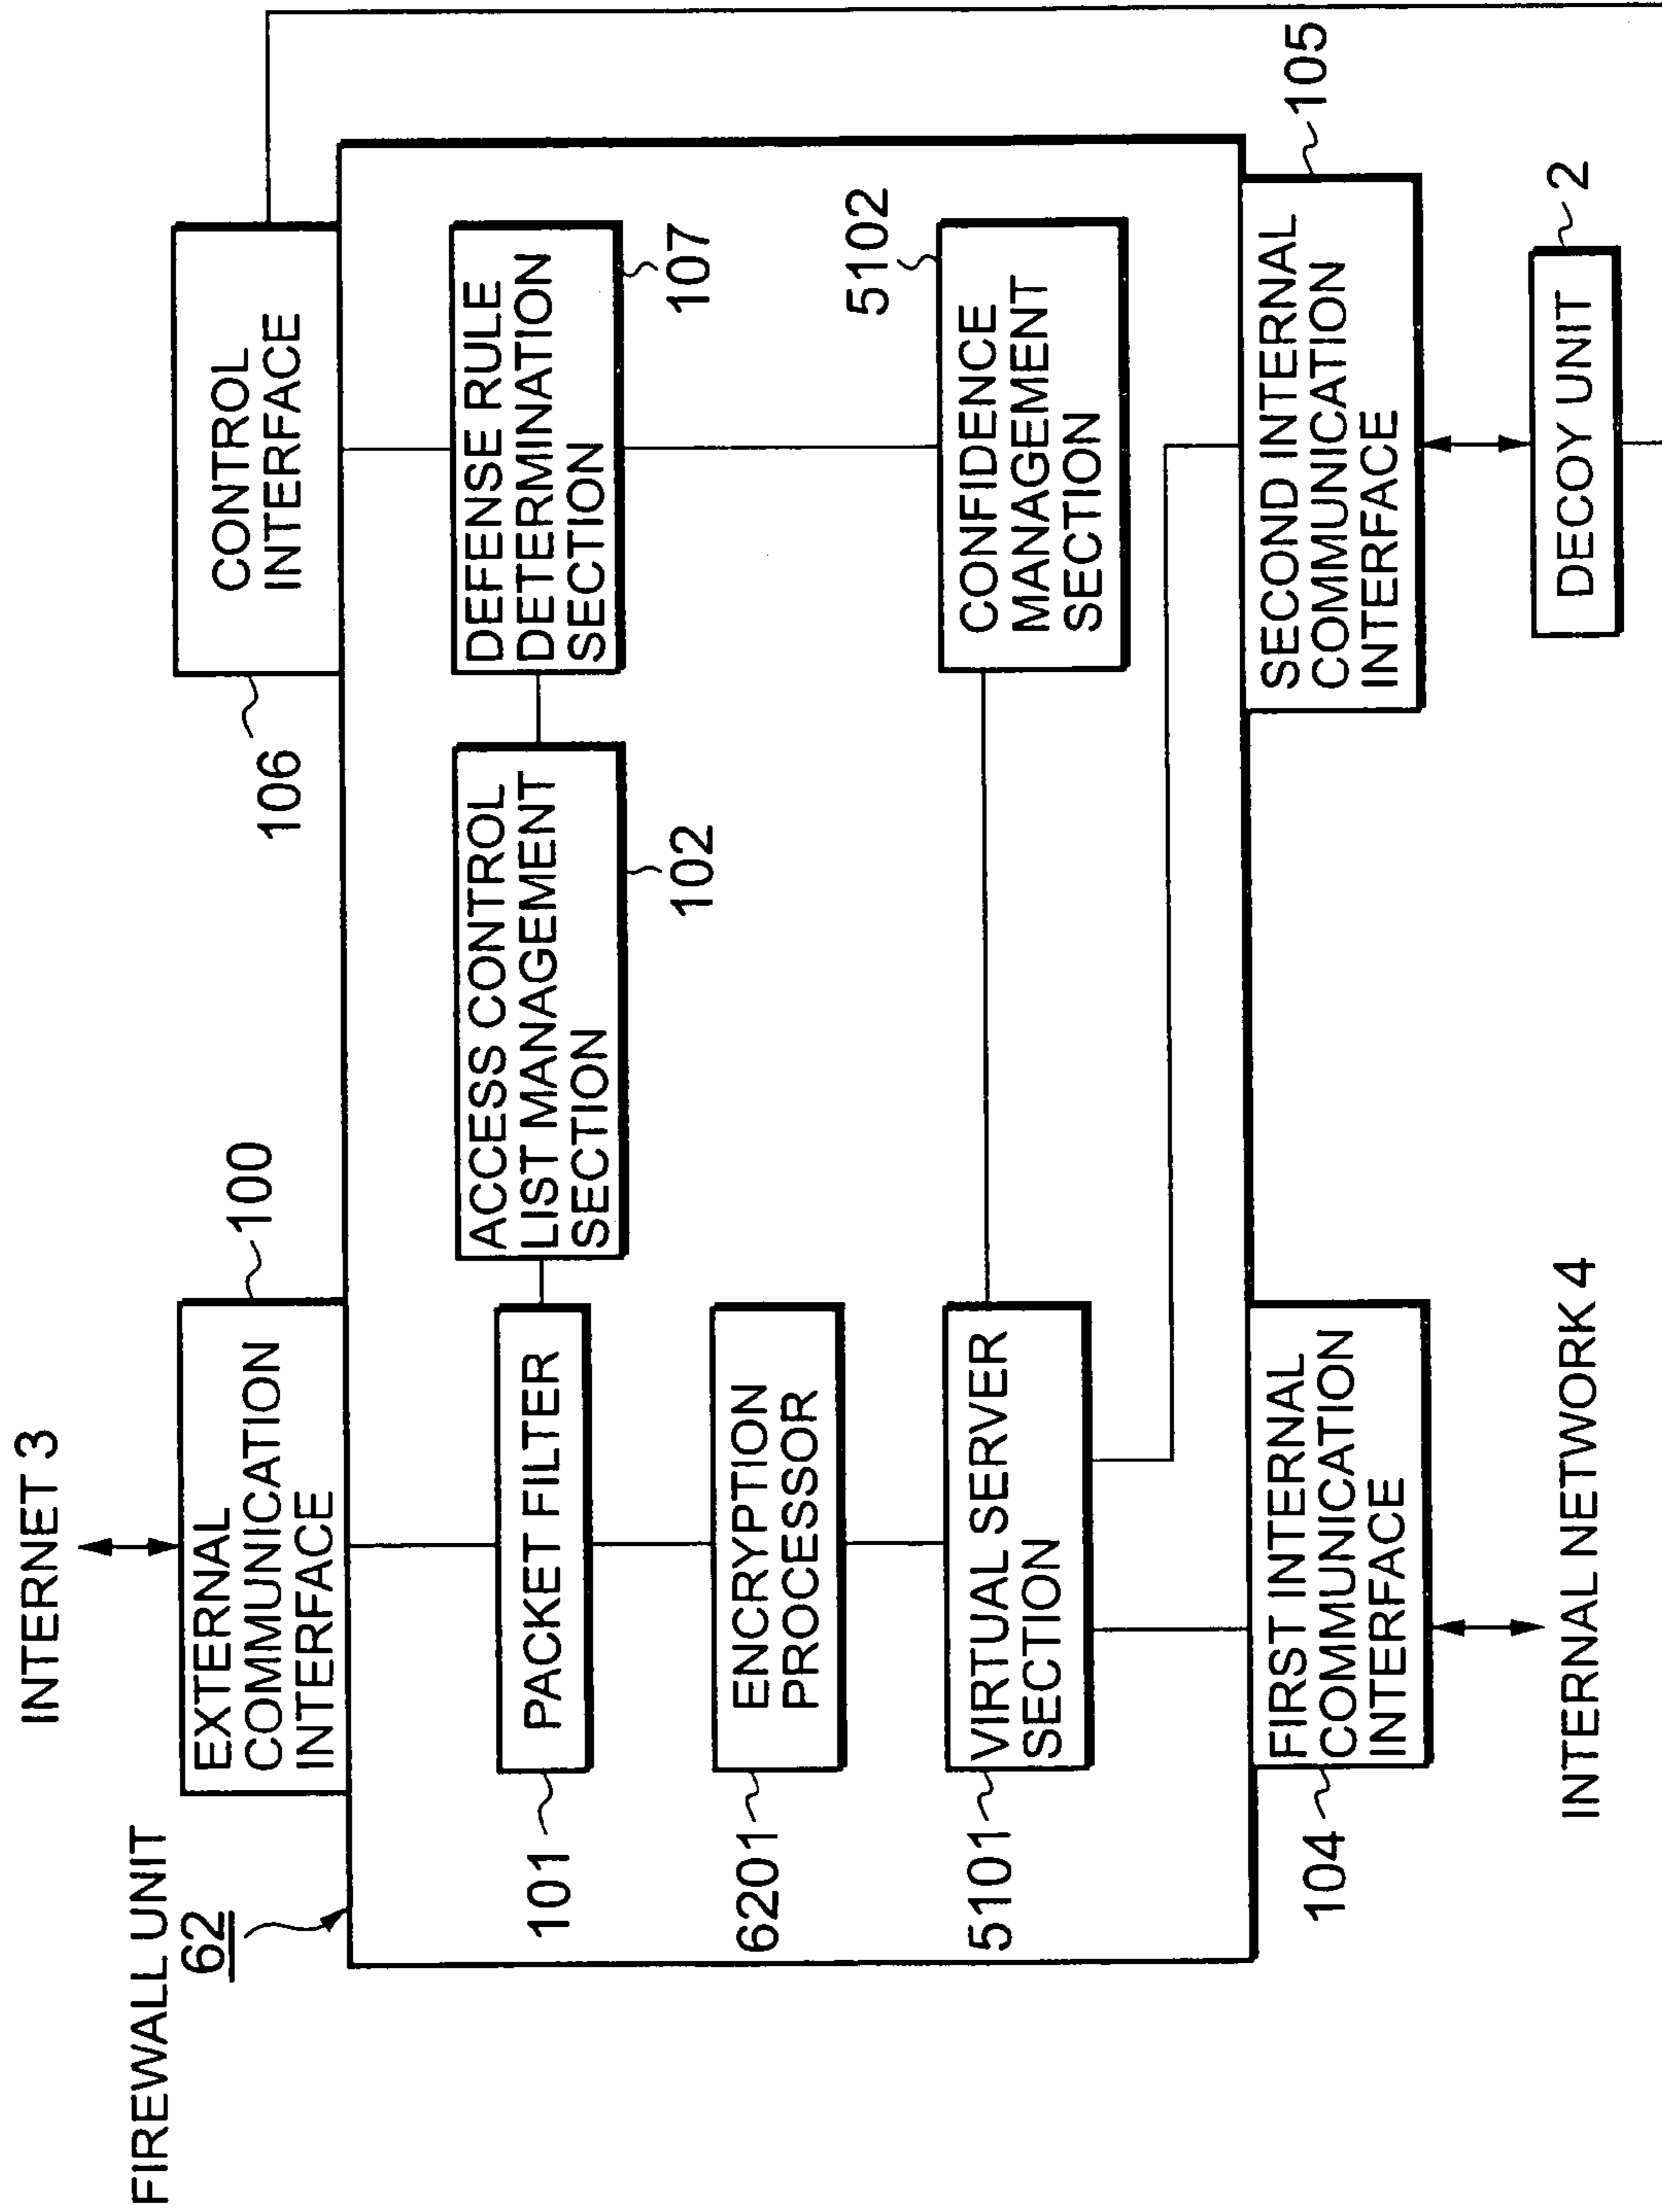 FIREWALL UNIT
62
INTERNET 3
EXTERNAL
COMMUNICATION
INTERFACE
100
106
CONTROL
INTERFACE
PACKET FILTER
101
ACCESS CONTROL
LIST MANAGEMENT
SECTION
102
DEFENSE RULE
DETERMINATION
SECTION
107
6201
ENCRYPTION
PROCESSOR
5101
VIRTUAL SERVER
SECTION
5102
CONFIDENCE
MANAGEMENT
SECTION
104
FIRST INTERNAL
COMMUNICATION
INTERFACE
SECOND INTERNAL
COMMUNICATION
INTERFACE
105
INTERNAL NETWORK 4
DECOY UNIT
2